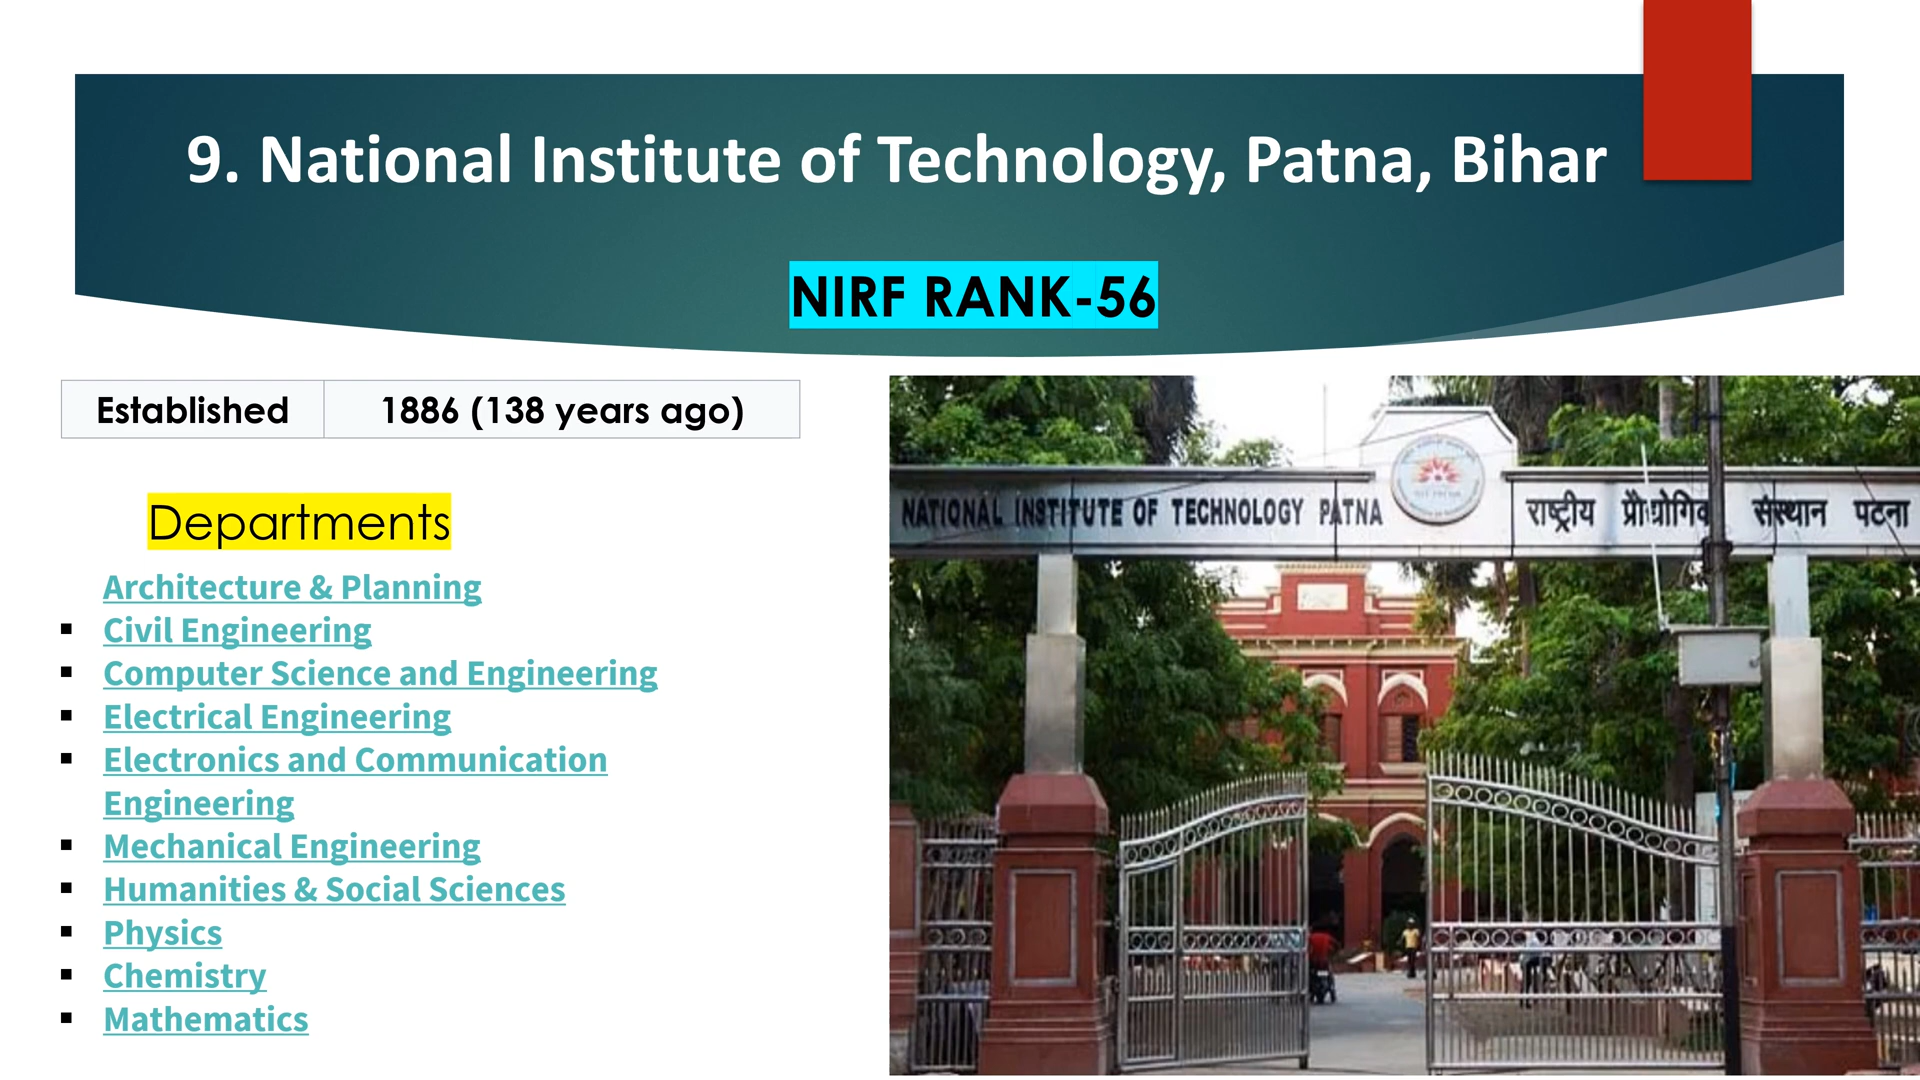 9. National Institute of Technology, Patna, Bihar
NIRF RANK-56
Established 1886 (138 years ago)
Departments
Architecture & Planning
▪ Civil Engineering
▪ Computer Science and Engineering
▪ Electrical Engineering
▪ Electronics and Communication
Engineering
▪ Mechanical Engineering
▪ Humanities & Social Sciences
▪ Physics
▪ Chemistry
▪ Mathematics
NATIONAL INSTITUTE OF TECHNOLOGY PATNA
राष्ट्रीय प्रौद्योगिक संस्थान पटना